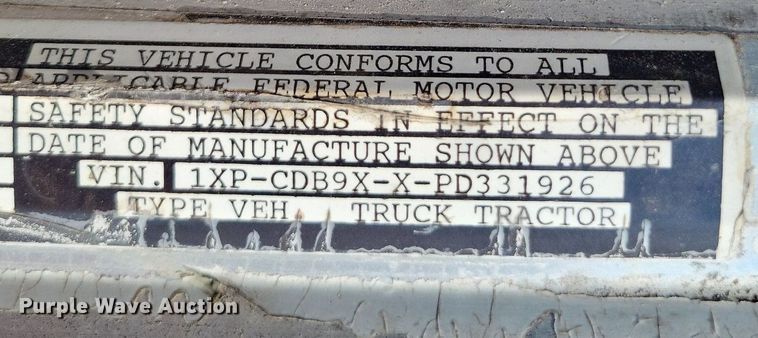 THIS VEHICLE CONFORMS TO ALL
APPLICABLE FEDERAL MOTOR VEHICLE
SAFETY STANDARDS IN EFFECT ON THE
DATE OF MANUFACTURE SHOWN ABOVE
VIN. 1XP-CDB9X-X-PD331926
TYPE VEH. TRUCK TRACTOR
Purple Wave Auction